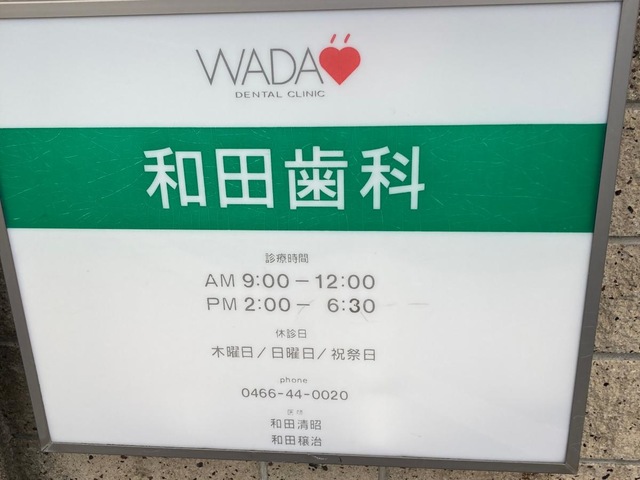 WADA
DENTAL CLINIC
和田歯科
診療時間
AM 9:00－12:00
PM 2:00－ 6:30
休診日
木曜日/日曜日/祝祭日
phone
0466-44-0020
和田清昭
和田穣治